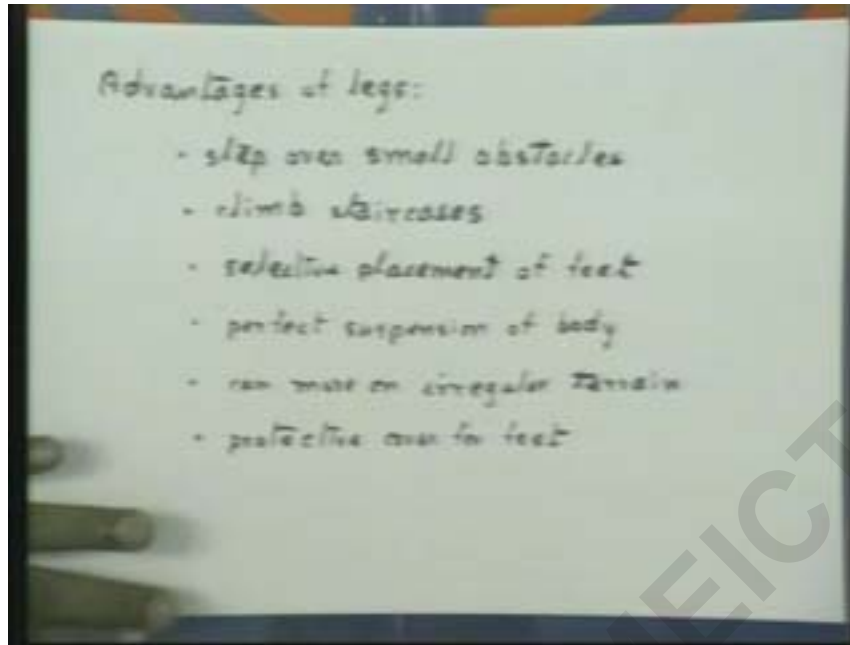 Advantages of legs:
- step over small obstacles
- climb staircases
- selective placement of feet
- perfect suspension of body
- can move on irregular terrain
- protective cover for feet
MEICT